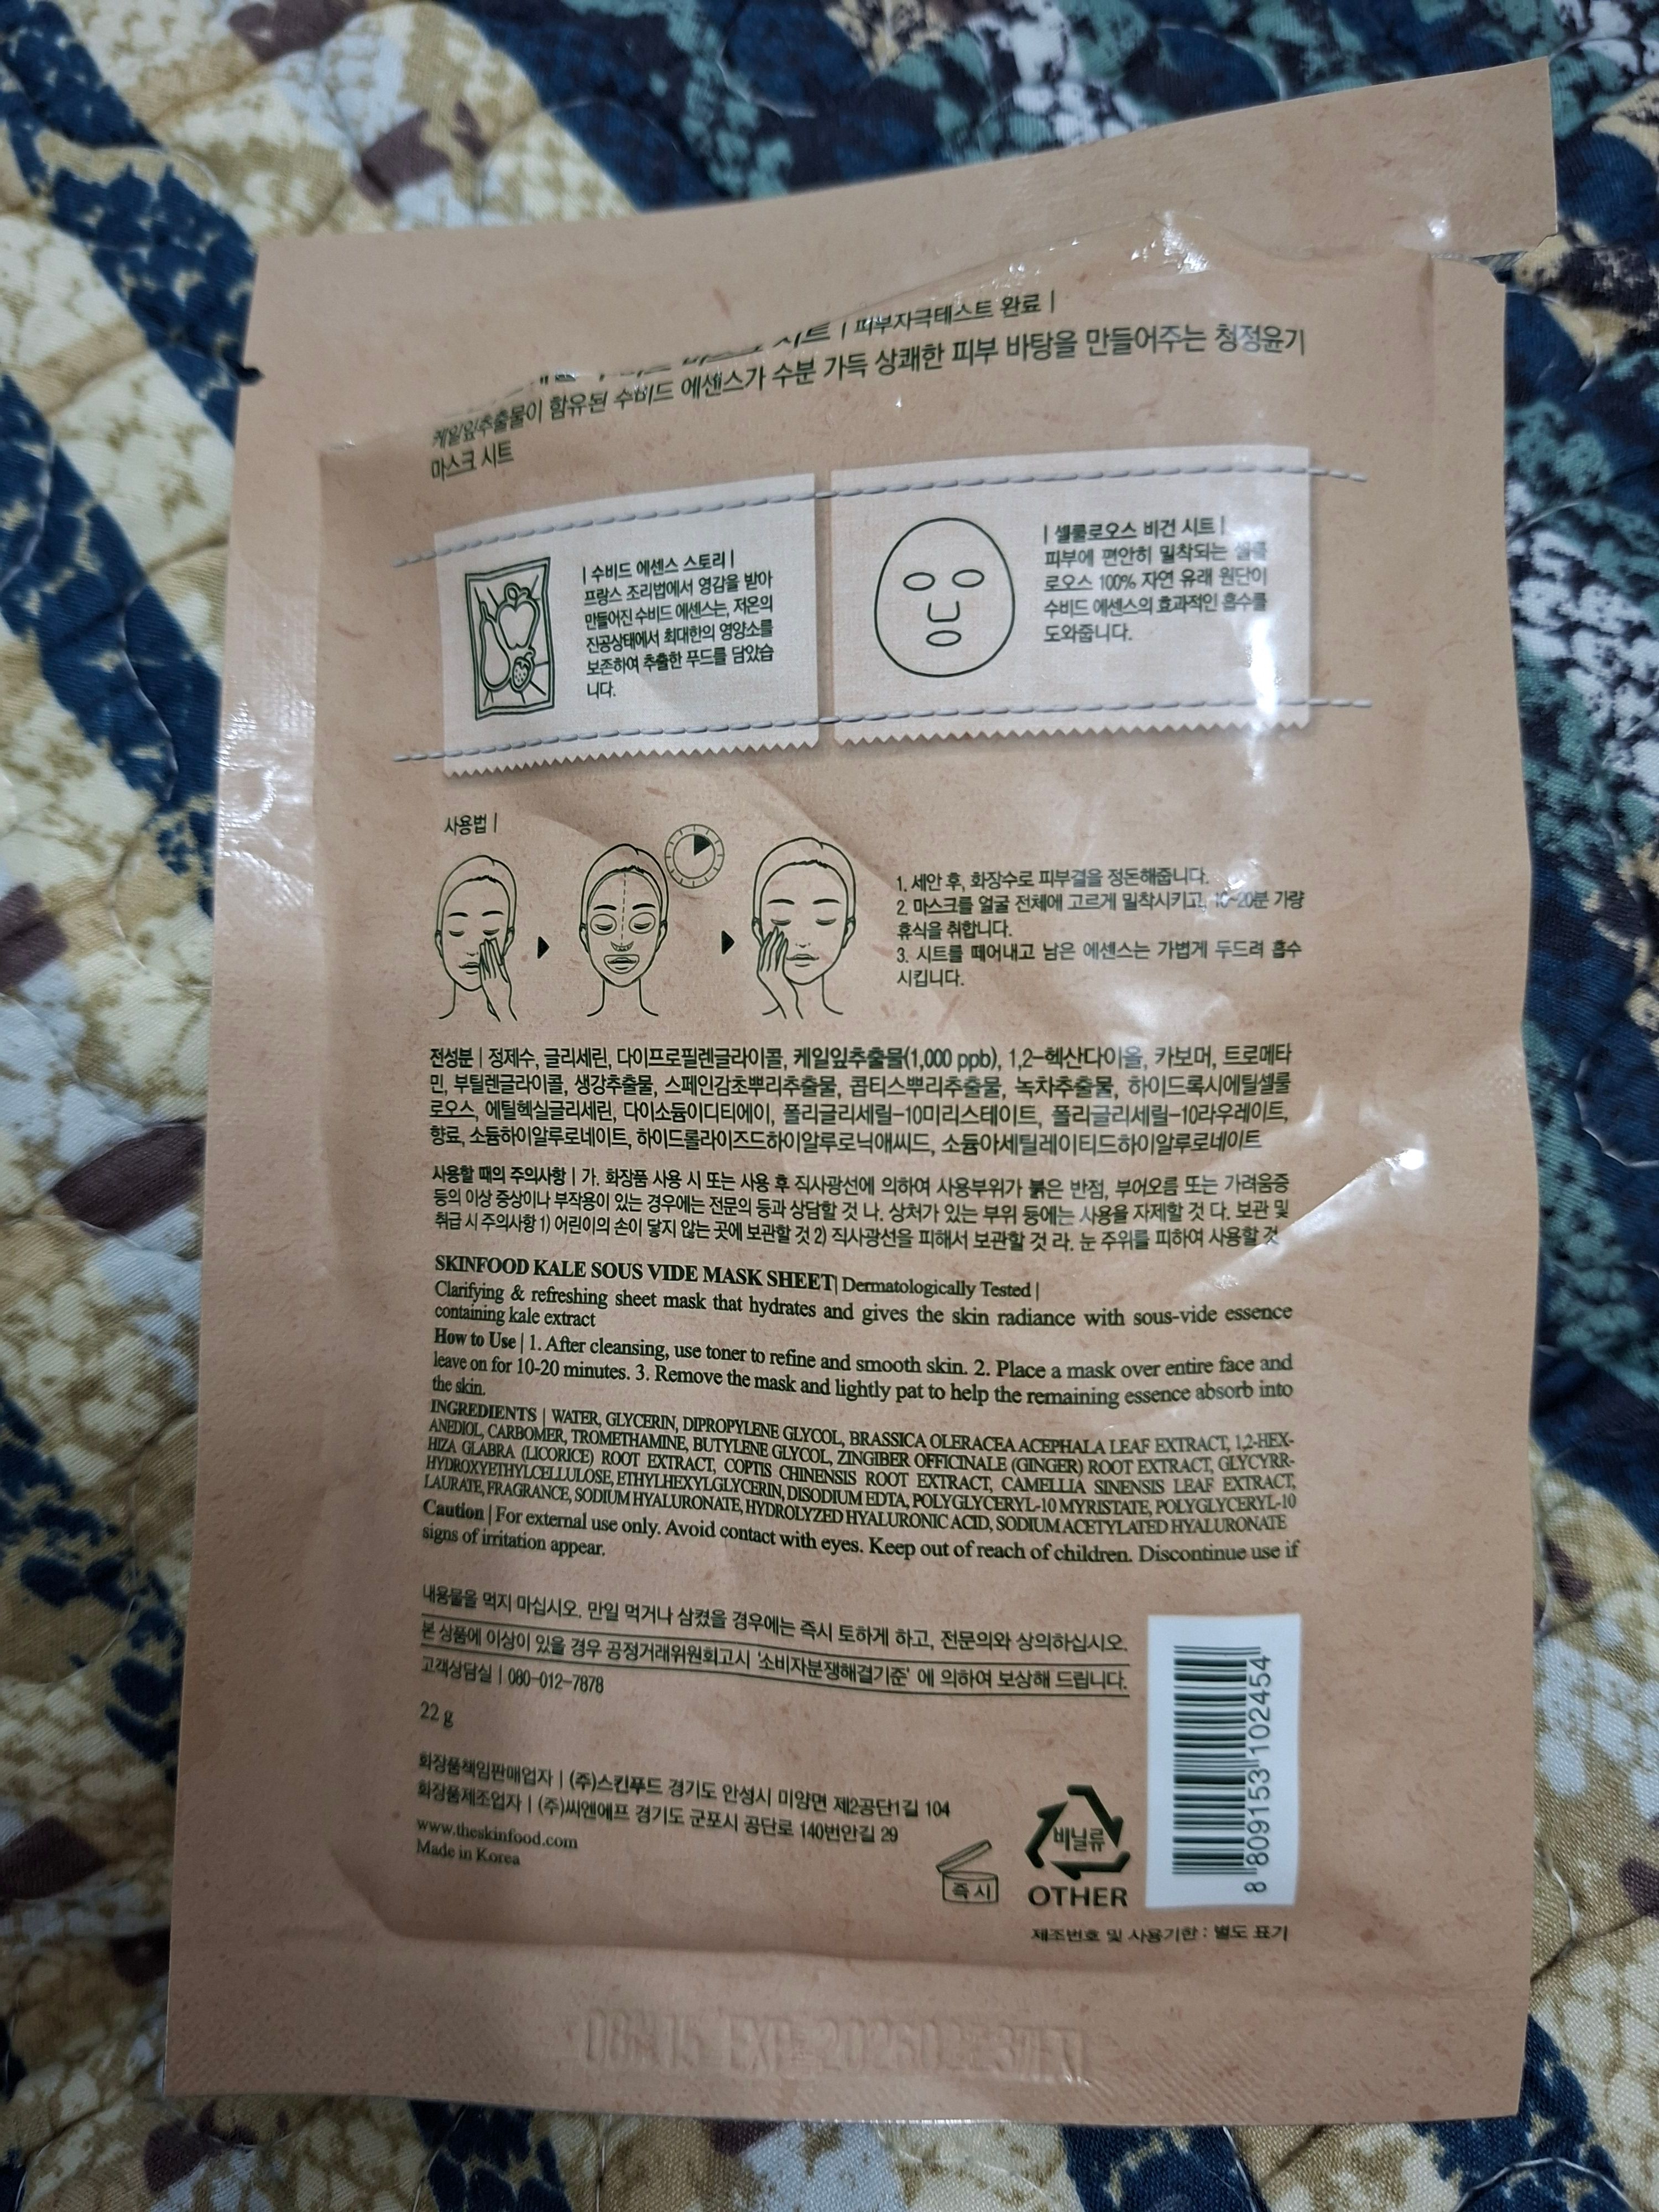 시트 | 피부자극테스트 완료 |
케일잎추출물이 함유된 수비드 에센스가 수분 가득 상쾌한 피부 바탕을 만들어주는 청정윤기
마스크 시트
| 수비드 에센스 스토리 |
프랑스 조리법에서 영감을 받아
만들어진 수비드 에센스는, 저온의
진공상태에서 최대한의 영양소를
보존하여 추출한 푸드를 담았습
니다.
| 셀룰로오스 비건 시트 |
피부에 편안히 밀착되는 셀룰
로오스 100% 자연 유래 원단이
수비드 에센스의 효과적인 흡수를
도와줍니다.
사용법 |
1. 세안 후, 화장수로 피부결을 정돈해줍니다.
2. 마스크를 얼굴 전체에 고르게 밀착시키고, 10~20분 가량
휴식을 취합니다.
3. 시트를 떼어내고 남은 에센스는 가볍게 두드려 흡수
시킵니다.
전성분 | 정제수, 글리세린, 다이프로필렌글라이콜, 케일잎추출물(1,000 ppb), 1,2-헥산다이올, 카보머, 트로메타
민, 부틸렌글라이콜, 생강추출물, 스페인감초뿌리추출물, 콥티스뿌리추출물, 녹차추출물, 하이드록시에틸셀룰
로오스, 에틸헥실글리세린, 다이소듐이디티에이, 폴리글리세릴-10미리스테이트, 폴리글리세릴-10라우레이트,
향료, 소듐하이알루로네이트, 하이드롤라이즈드하이알루로닉애씨드, 소듐아세틸레이티드하이알루로네이트
사용할 때의 주의사항 | 가. 화장품 사용 시 또는 사용 후 직사광선에 의하여 사용부위가 붉은 반점, 부어오름 또는 가려움증
등의 이상 증상이나 부작용이 있는 경우에는 전문의 등과 상담할 것 나. 상처가 있는 부위 등에는 사용을 자제할 것 다. 보관 및
취급 시 주의사항 1) 어린이의 손이 닿지 않는 곳에 보관할 것 2) 직사광선을 피해서 보관할 것 라. 눈 주위를 피하여 사용할 것
SKINFOOD KALE SOUS VIDE MASK SHEET| Dermatologically Tested |
Clarifying & refreshing sheet mask that hydrates and gives the skin radiance with sous-vide essence
containing kale extract
How to Use | 1. After cleansing, use toner to refine and smooth skin. 2. Place a mask over entire face and
leave on for 10-20 minutes. 3. Remove the mask and lightly pat to help the remaining essence absorb into
the skin.
INGREDIENTS | WATER, GLYCERIN, DIPROPYLENE GLYCOL, BRASSICA OLERACEA ACEPHALA LEAF EXTRACT, 1,2-HEX-
ANEDIOL, CARBOMER, TROMETHAMINE, BUTYLENE GLYCOL, ZINGIBER OFFICINALE (GINGER) ROOT EXTRACT, GLYCYRR-
HIZA GLABRA (LICORICE) ROOT EXTRACT, COPTIS CHINENSIS ROOT EXTRACT, CAMELLIA SINENSIS LEAF EXTRACT,
HYDROXYETHYLCELLULOSE, ETHYLHEXYLGLYCERIN, DISODIUM EDTA, POLYGLYCERYL-10 MYRISTATE, POLYGLYCERYL-10
LAURATE, FRAGRANCE, SODIUM HYALURONATE, HYDROLYZED HYALURONIC ACID, SODIUM ACETYLATED HYALURONATE
Caution | For external use only. Avoid contact with eyes. Keep out of reach of children. Discontinue use if
signs of irritation appear.
내용물을 먹지 마십시오. 만일 먹거나 삼켰을 경우에는 즉시 토하게 하고, 전문의와 상의하십시오.
본 상품에 이상이 있을 경우 공정거래위원회고시 '소비자분쟁해결기준' 에 의하여 보상해 드립니다.
고객상담실 | 080-012-7878
22 g
화장품책임판매업자 | (주)스킨푸드 경기도 안성시 미양면 제2공단1길 104
화장품제조업자 | (주)씨앤에프 경기도 군포시 공단로 140번안길 29
www.theskinfood.com
Made in Korea
즉시
비닐류
OTHER
8 809153 102454
제조번호 및 사용기한 : 별도 표기
EXP